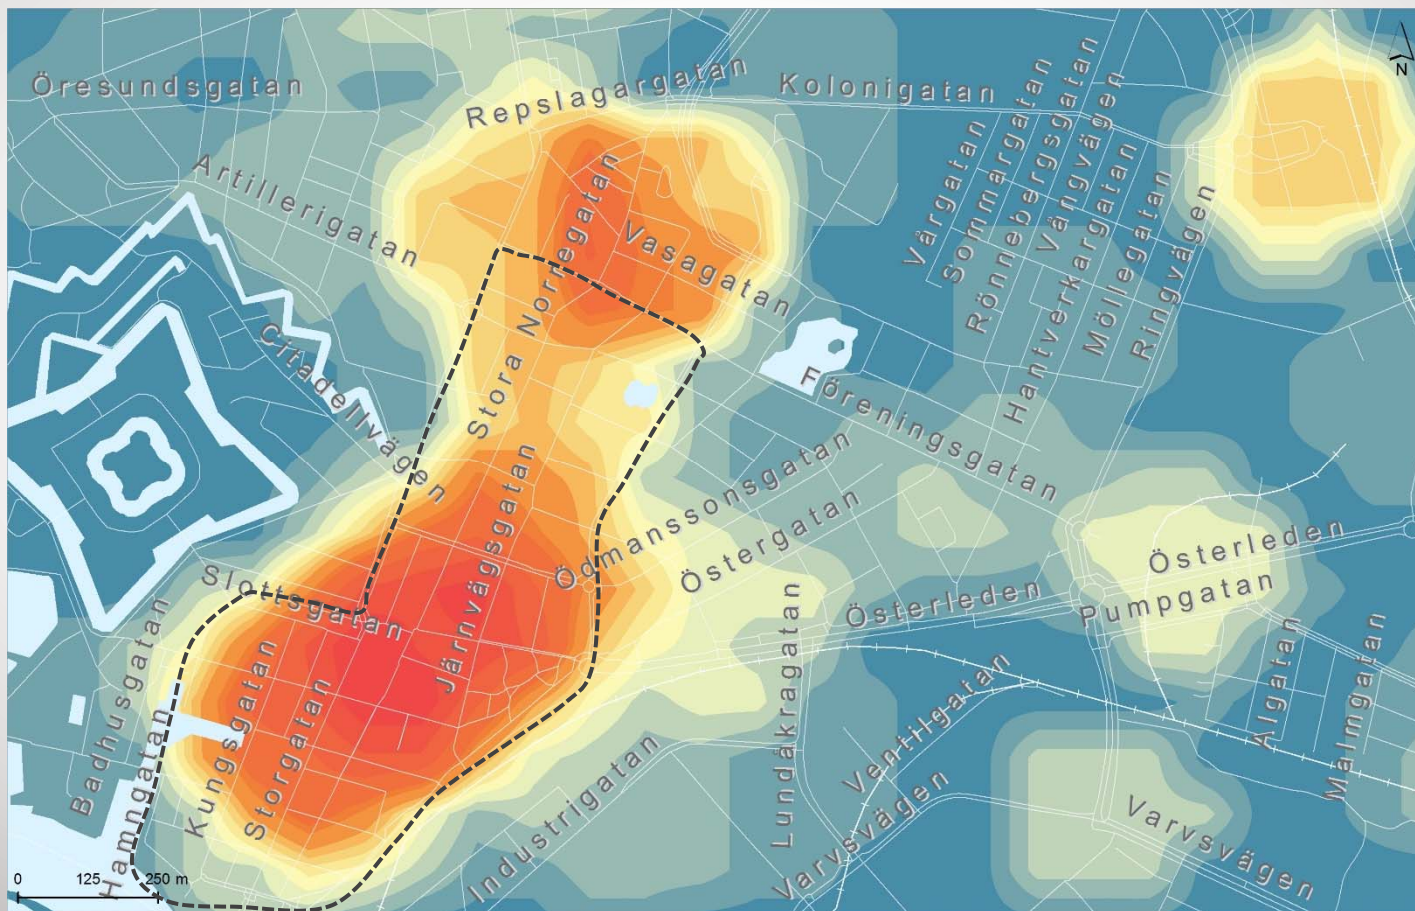 Öresundsgatan
Repslagargatan
Kolonigatan
N
Artillerigatan
Vårgatan
Sommargatan
Rönnebergsgatan
Vängvägen
Hantverkargatan
Möllegatan
Ringvägen
Stora Norregatan
Vasagatan
Citadellvägen
Föreningsgatan
Järnvägsgatan
Ödmanssonsgatan
Östergatan
Österleden
Österleden
Pumpgatan
Slottsgatan
Badhusgatan
Hamngatan
Kungsgatan
Storgatan
Industrigatan
Lundåkragatan
Ventilgatan
Varvsvägen
Varvsvägen
Algatan
Malmgatan
0 125 250 m